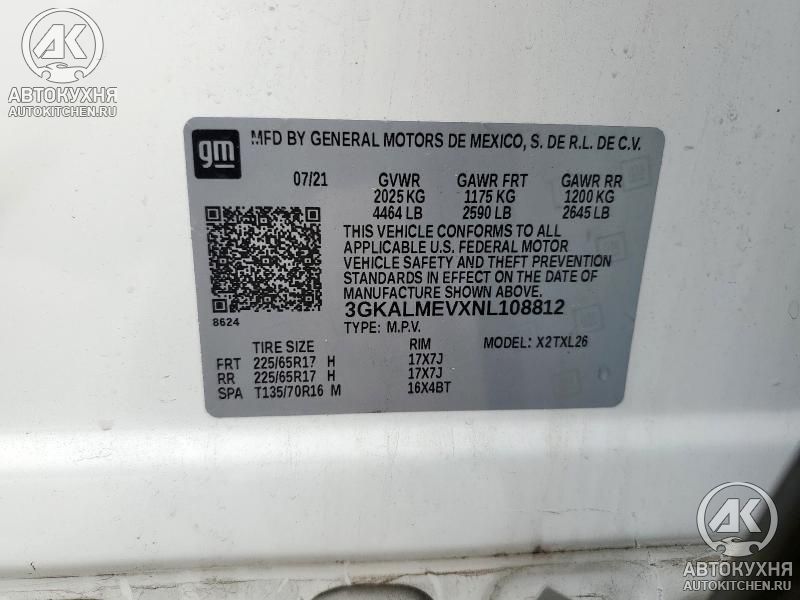 AK
АВТОКУХНЯ
AUTOKITCHEN.RU
gm
MFD BY GENERAL MOTORS DE MEXICO, S. DE R.L. DE C.V.
07/21 GVWR GAWR FRT GAWR RR
2025 KG 1175 KG 1200 KG
4464 LB 2590 LB 2645 LB
THIS VEHICLE CONFORMS TO ALL
APPLICABLE U.S. FEDERAL MOTOR
VEHICLE SAFETY AND THEFT PREVENTION
STANDARDS IN EFFECT ON THE DATE OF
MANUFACTURE SHOWN ABOVE.
8624
3GKALMEVXNL108812
TYPE: M.P.V. MODEL: X2TXL26
TIRE SIZE RIM
FRT 225/65R17 H 17X7J
RR 225/65R17 H 17X7J
SPA T135/70R16 M 16X4BT
AK
АВТОКУХНЯ
AUTOKITCHEN.RU